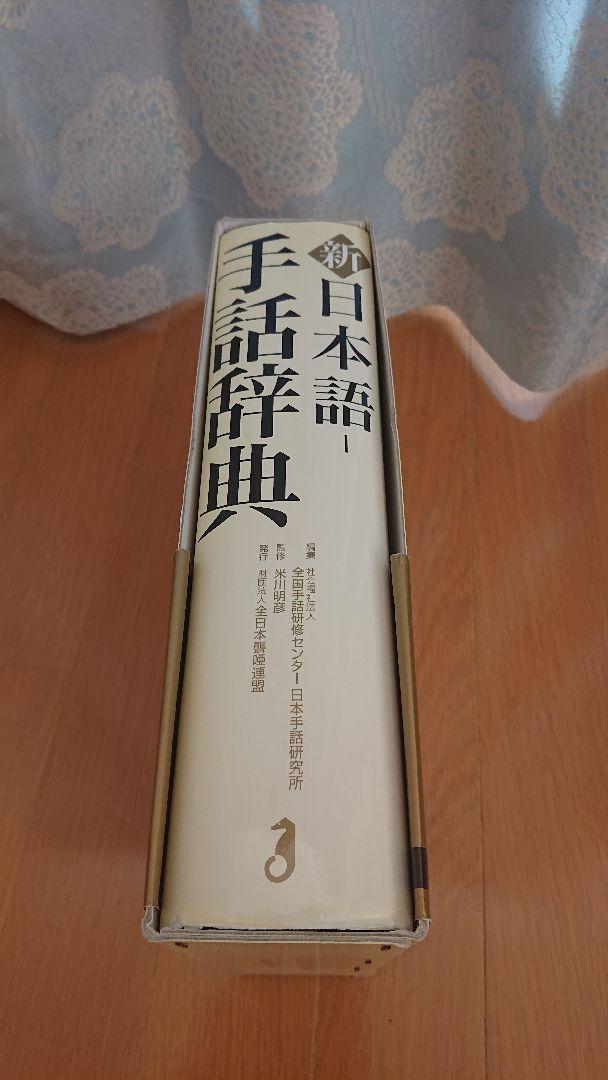 新 日本語－
手話辞典
編集 社会福祉法人 全国手話研修センター 日本手話研究所
監修 米川明彦
発行 財団法人 全日本聾唖連盟